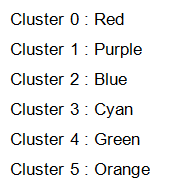 Cluster 0 : Red
Cluster 1 : Purple
Cluster 2 : Blue
Cluster 3 : Cyan
Cluster 4 : Green
Cluster 5 : Orange